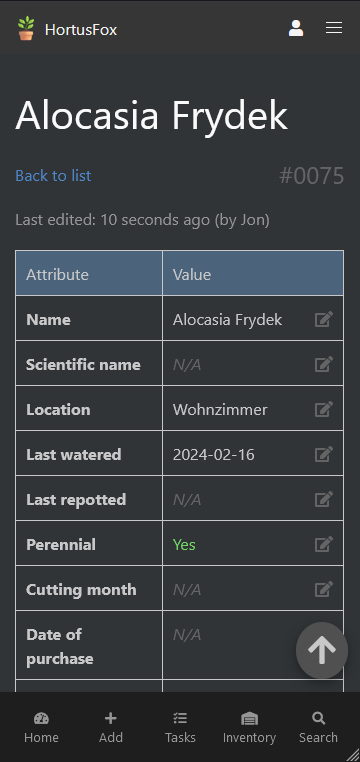 HortusFox
Alocasia Frydek
Back to list #0075
Last edited: 10 seconds ago (by Jon)
Attribute Value
Name Alocasia Frydek
Scientific name N/A
Location Wohnzimmer
Last watered 2024-02-16
Last repotted N/A
Perennial Yes
Cutting month N/A
Date of N/A
purchase
Home Add Tasks Inventory Search